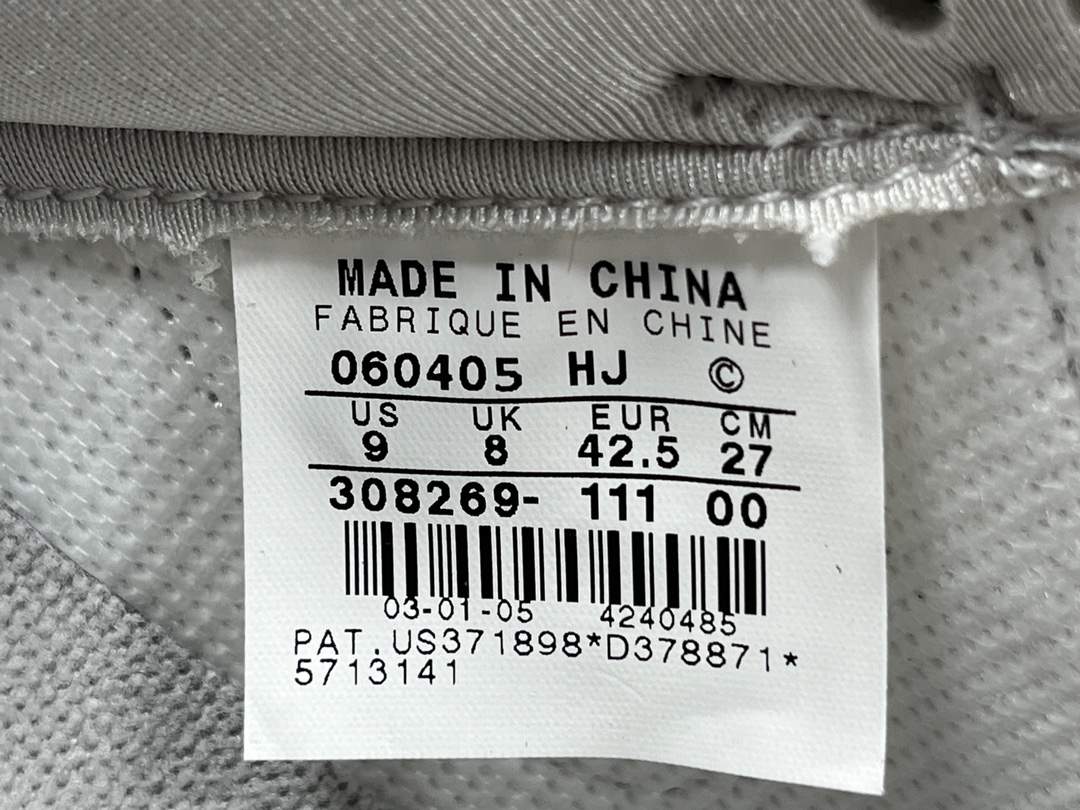 MADE IN CHINA
FABRIQUE EN CHINE
060405 HJ ©
US UK EUR CM
9 8 42.5 27
308269- 111 00
03-01-05 4240485
PAT.US371898*D378871*
5713141